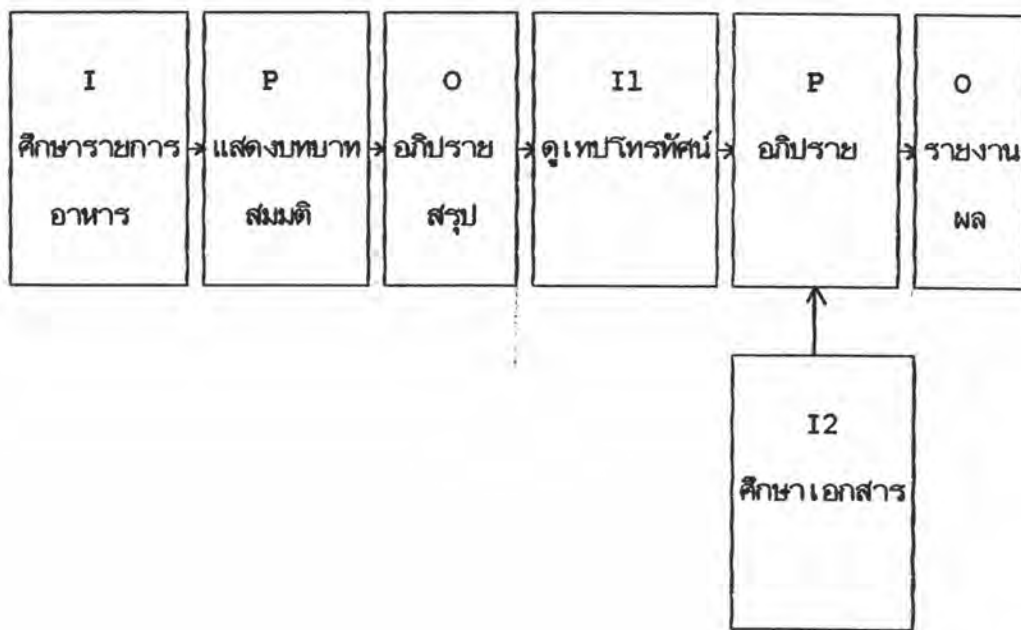 I
ศึกษารายการ
อาหาร
P
แสดงบทบาท
สมมติ
O
อภิปราย
สรุป
I1
ดูเทปโทรทัศน์
P
อภิปราย
O
รายงาน
ผล
I2
ศึกษาเอกสาร